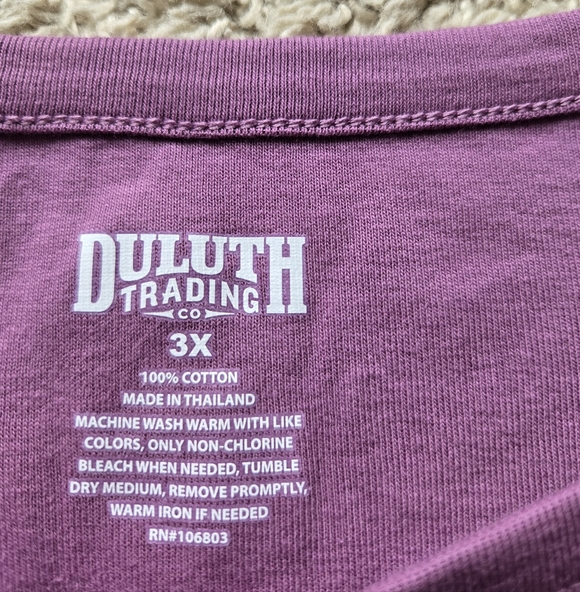 DULUTH
TRADING
CO
3X
100% COTTON
MADE IN THAILAND
MACHINE WASH WARM WITH LIKE
COLORS, ONLY NON-CHLORINE
BLEACH WHEN NEEDED, TUMBLE
DRY MEDIUM, REMOVE PROMPTLY,
WARM IRON IF NEEDED
RN#106803